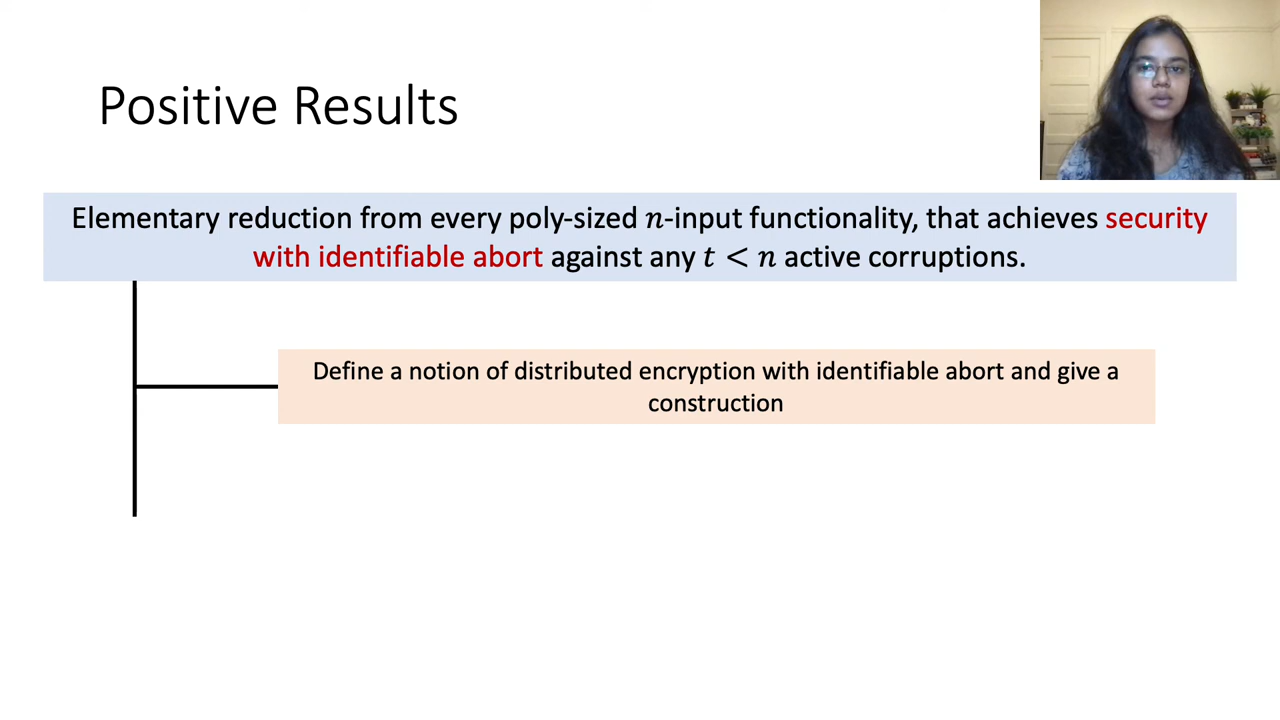 Positive Results
Elementary reduction from every poly-sized n-input functionality, that achieves security
with identifiable abort against any t < n active corruptions.
Define a notion of distributed encryption with identifiable abort and give a
construction